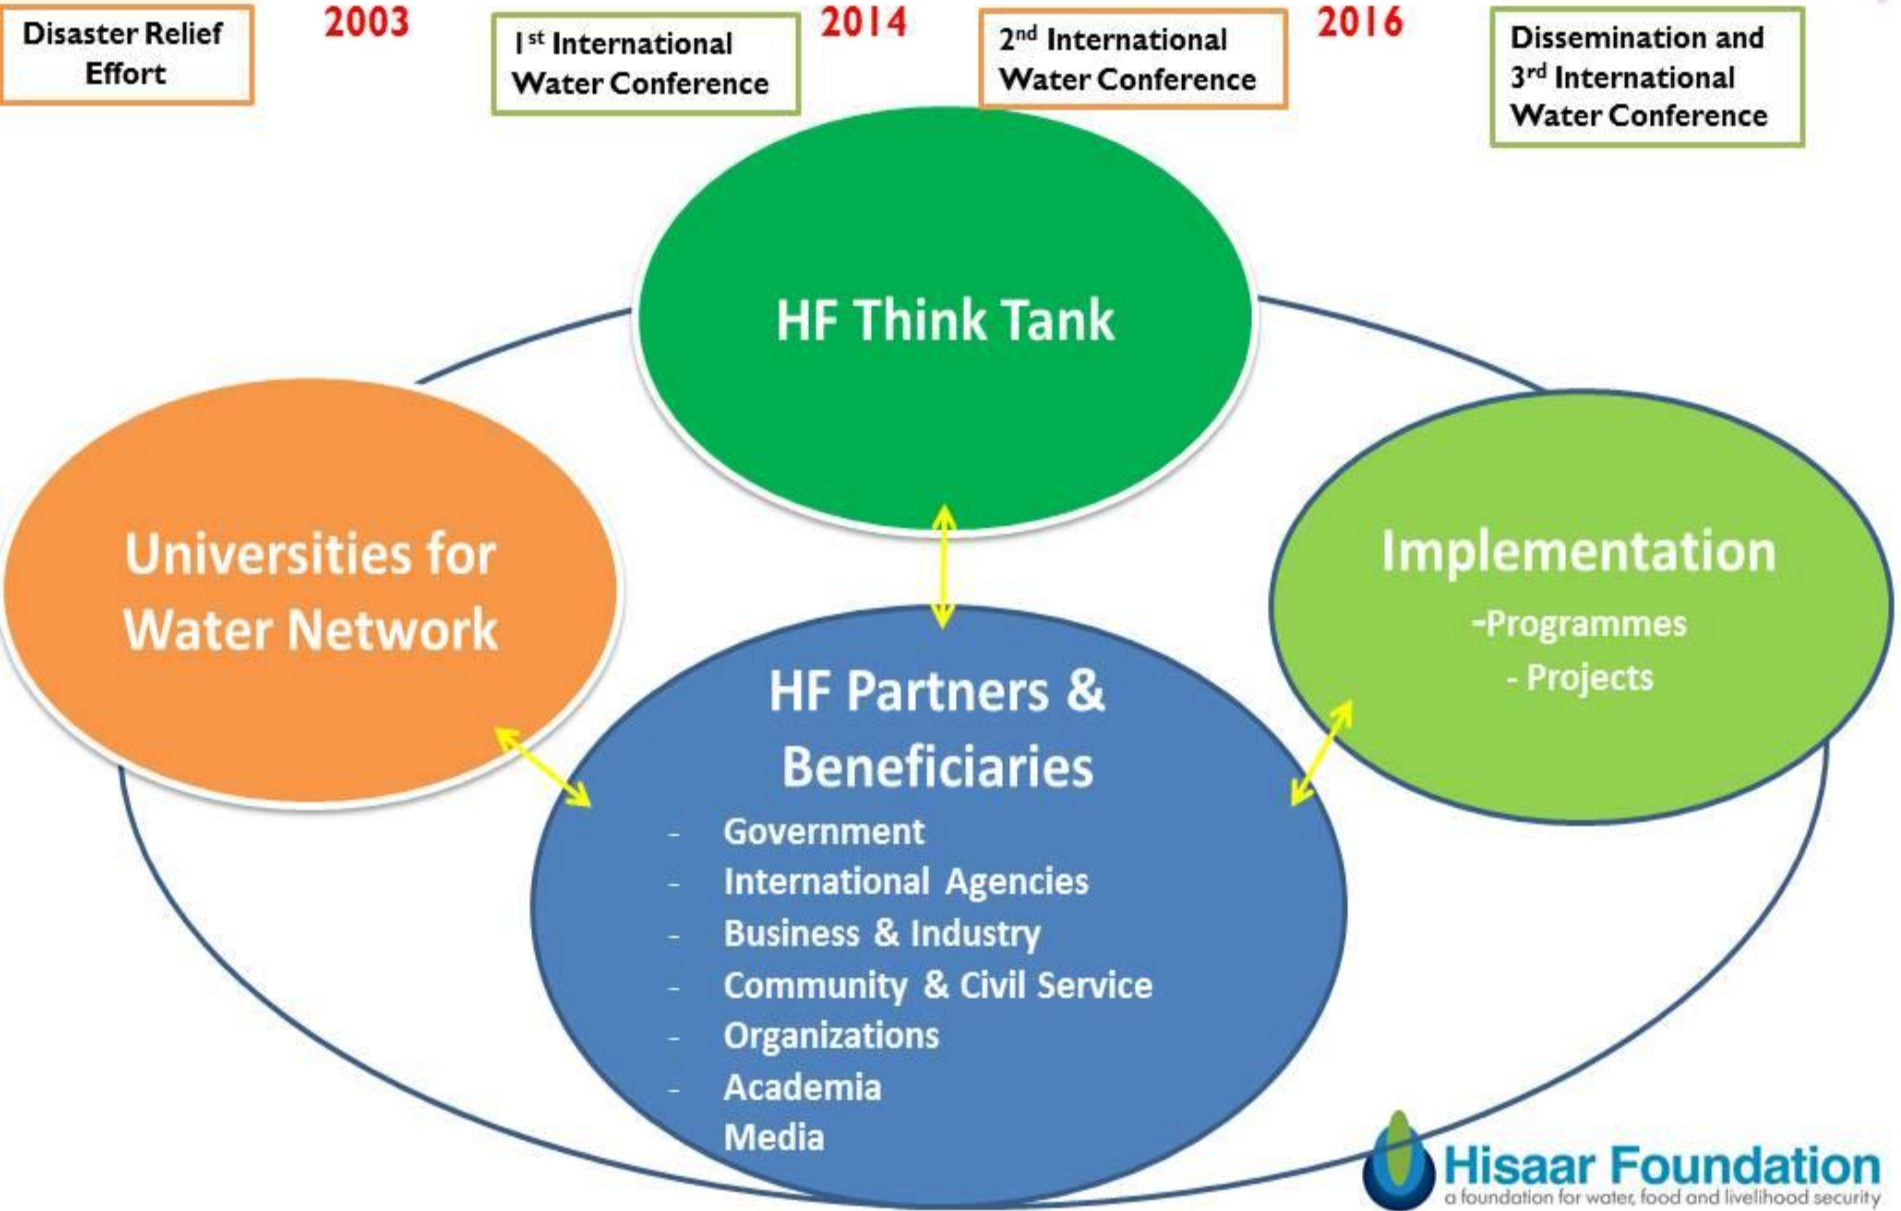 Disaster Relief
Effort
2003
1st International
Water Conference
2014
2nd International
Water Conference
2016
Dissemination and
3rd International
Water Conference
HF Think Tank
Universities for
Water Network
Implementation
-Programmes
- Projects
HF Partners &
Beneficiaries
- Government
- International Agencies
- Business & Industry
- Community & Civil Service
- Organizations
- Academia
Media
Hisaar Foundation
a foundation for water, food and livelihood security